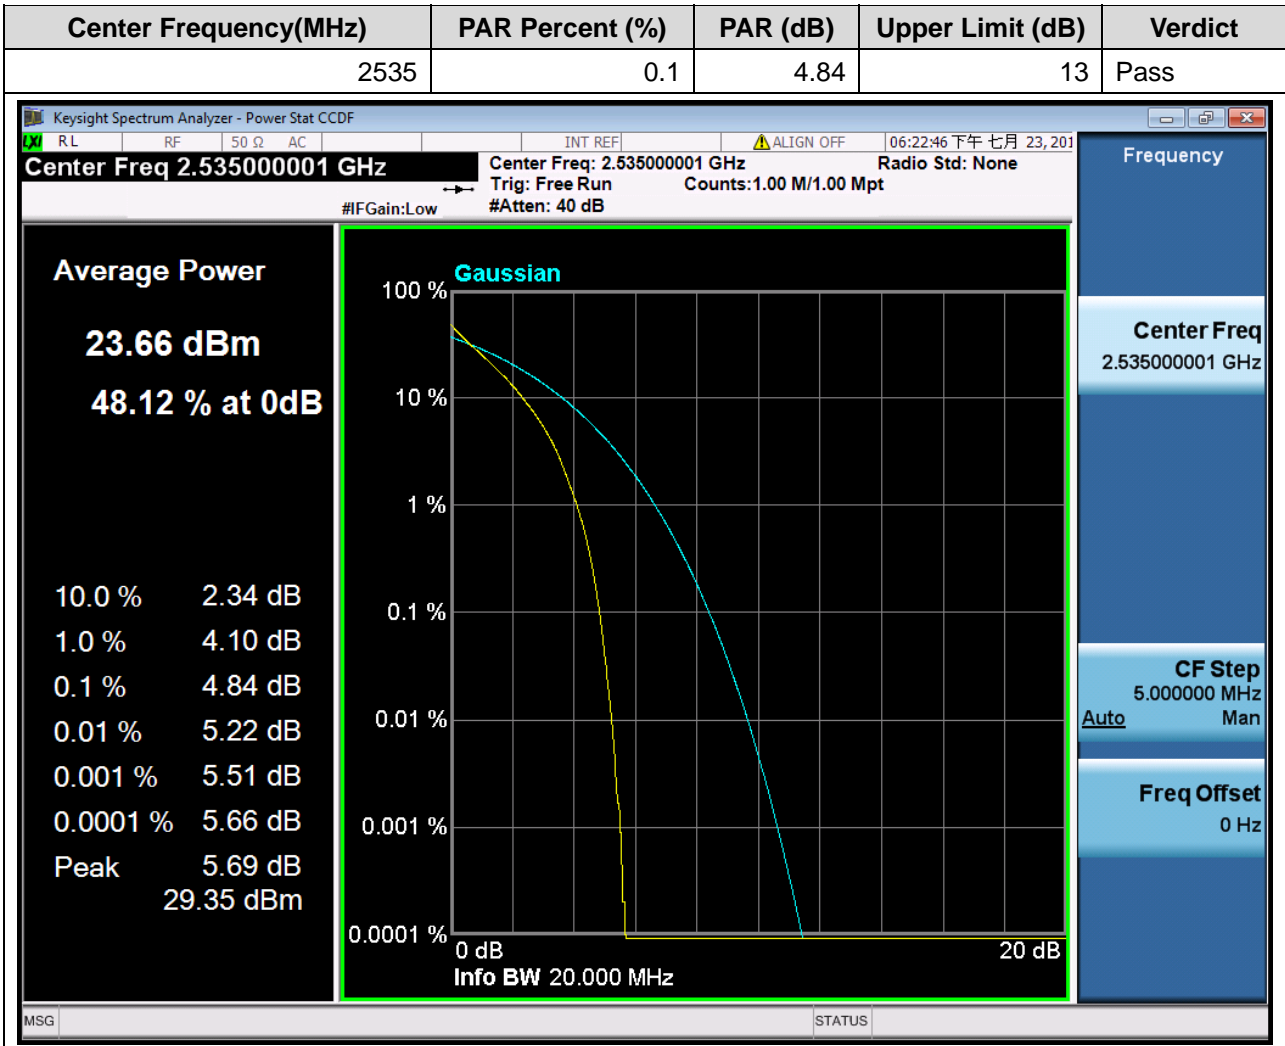 Center Frequency(MHz) PAR Percent (%) PAR (dB) Upper Limit (dB) Verdict
2535 0.1 4.84 13 Pass
Keysight Spectrum Analyzer - Power Stat CCDF
LXI RL RF 50 Ω AC INT REF ALIGN OFF 06:22:46 下午 七月 23, 201
Center Freq 2.535000001 GHz
Center Freq: 2.535000001 GHz Radio Std: None
Trig: Free Run Counts:1.00 M/1.00 Mpt
#IFGain:Low #Atten: 40 dB
Frequency
Average Power
23.66 dBm
48.12 % at 0dB
10.0 % 2.34 dB
1.0 % 4.10 dB
0.1 % 4.84 dB
0.01 % 5.22 dB
0.001 % 5.51 dB
0.0001 % 5.66 dB
Peak 5.69 dB
29.35 dBm
Gaussian
100 %
10 %
1 %
0.1 %
0.01 %
0.001 %
0.0001 %
0 dB 20 dB
Info BW 20.000 MHz
Center Freq
2.535000001 GHz
CF Step
5.000000 MHz
Auto Man
Freq Offset
0 Hz
MSG STATUS